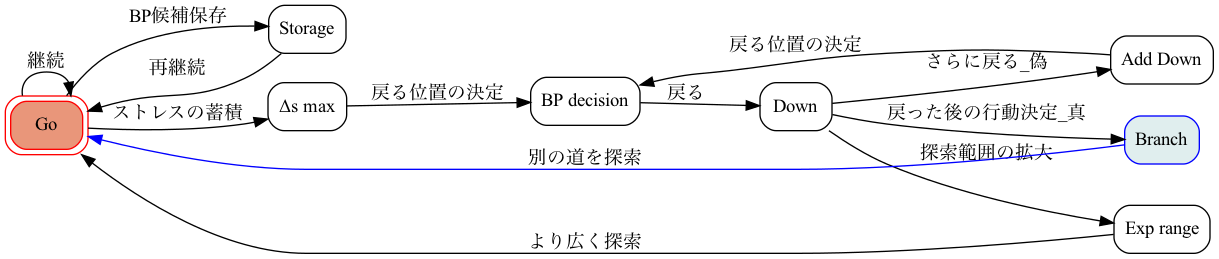 BP候補保存
Storage
継続
再継続
Go
ストレスの蓄積
Δs max
戻る位置の決定
BP decision
戻る
Down
戻る位置の決定
さらに戻る_偽
Add Down
戻った後の行動決定_真
Branch
別の道を探索
探索範囲の拡大
Exp range
より広く探索